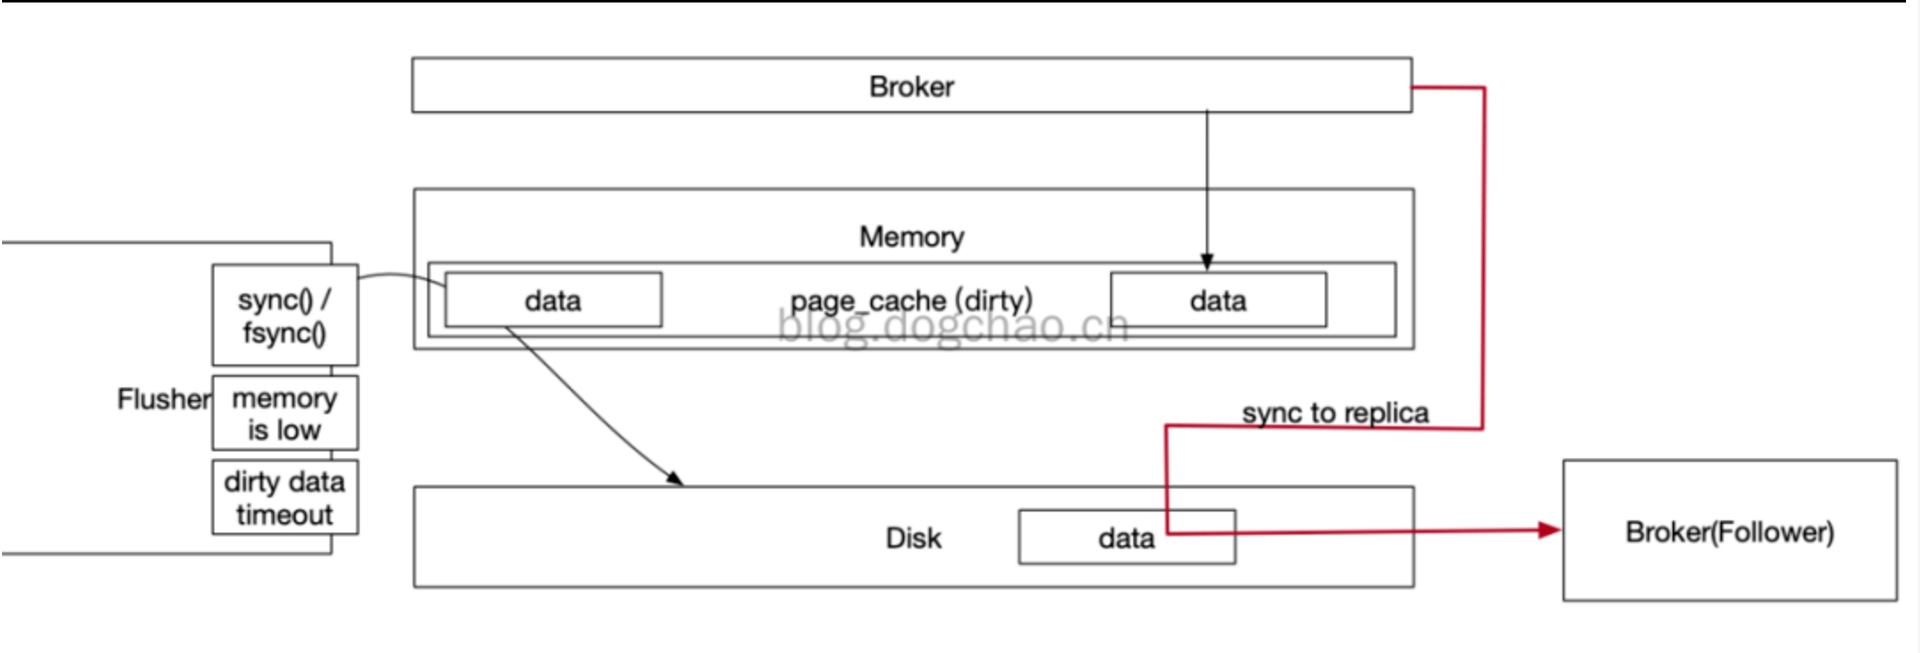 Broker
Memory
sync() /
fsync()
data
page_cache (dirty)
data
blog.dogchao.cn
Flusher
memory
is low
sync to replica
dirty data
timeout
Disk
data
Broker(Follower)